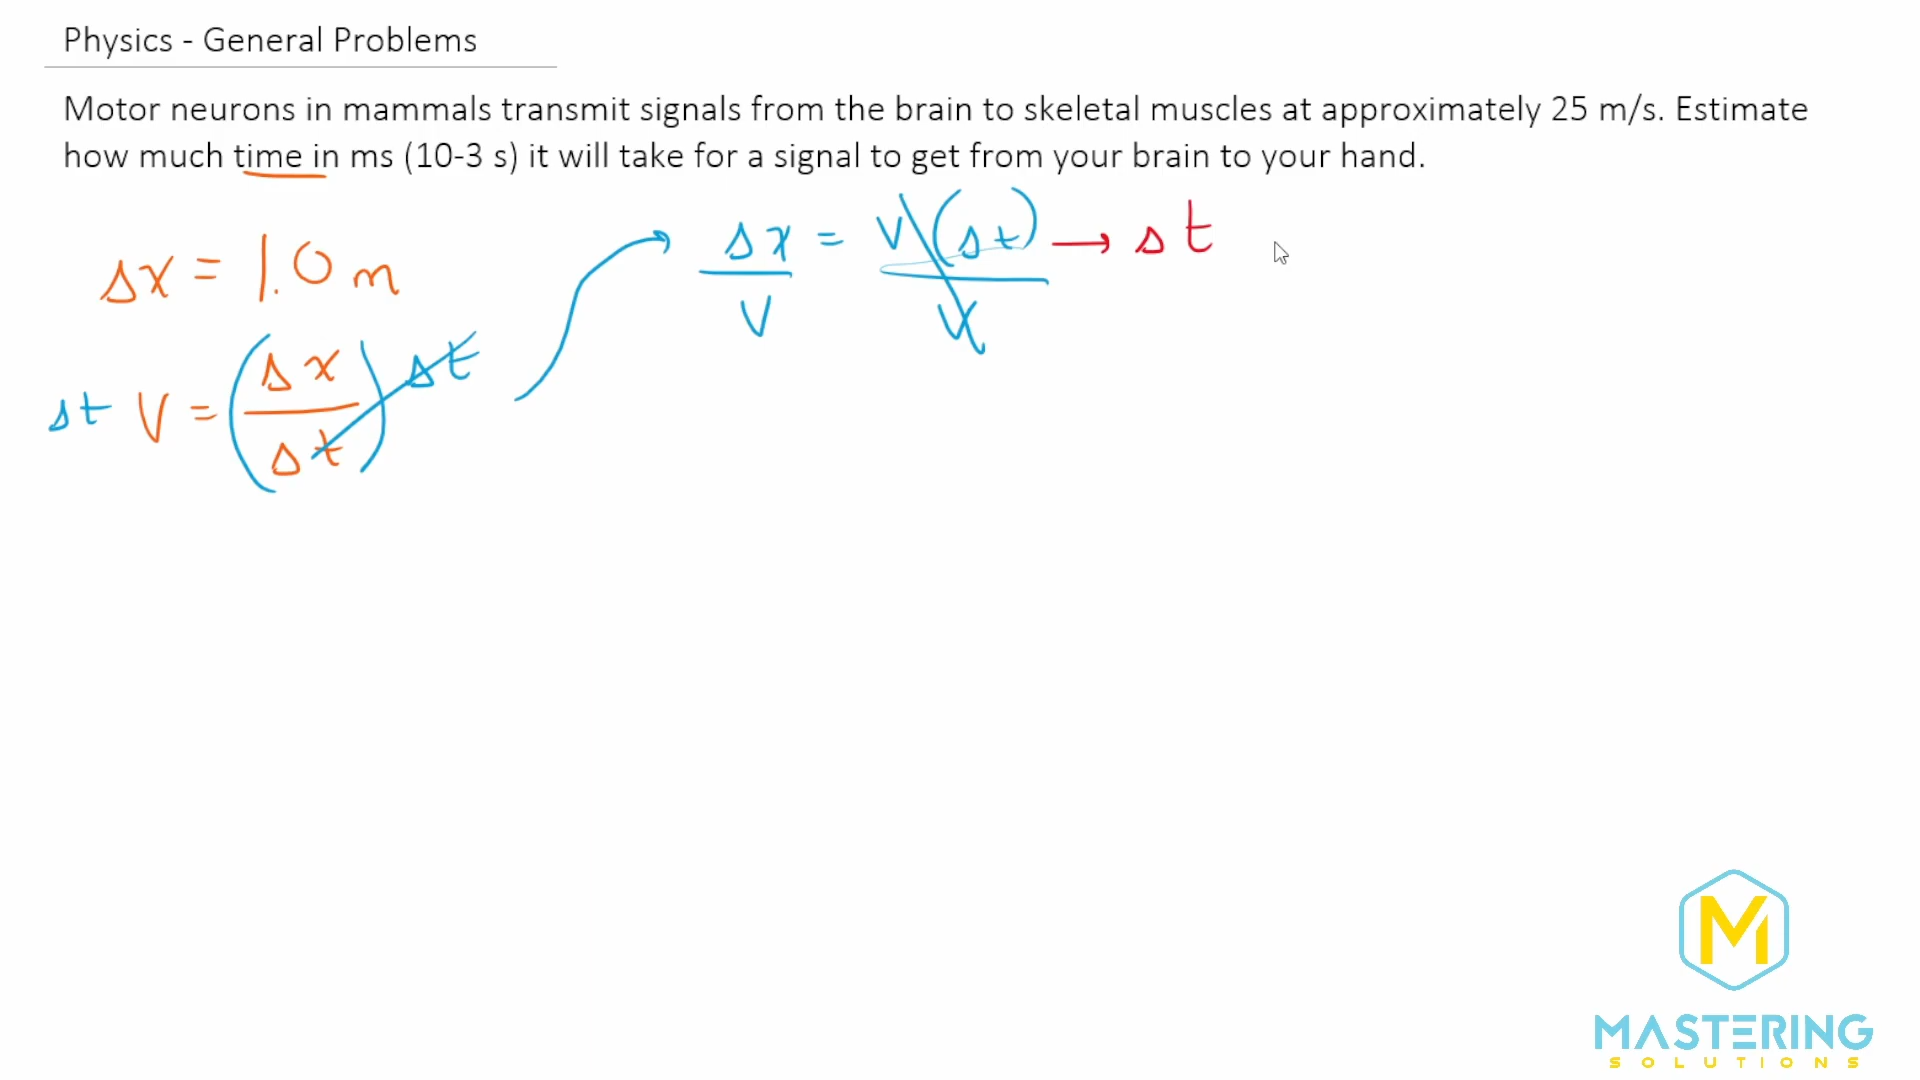 Physics - General Problems
Motor neurons in mammals transmit signals from the brain to skeletal muscles at approximately 25 m/s. Estimate
how much time in ms (10-3 s) it will take for a signal to get from your brain to your hand.
Δx = 1.0 m
Δx = V(Δt) → Δt
V V
Δt V = (Δx) Δt
Δt
MASTERING
SOLUTIONS